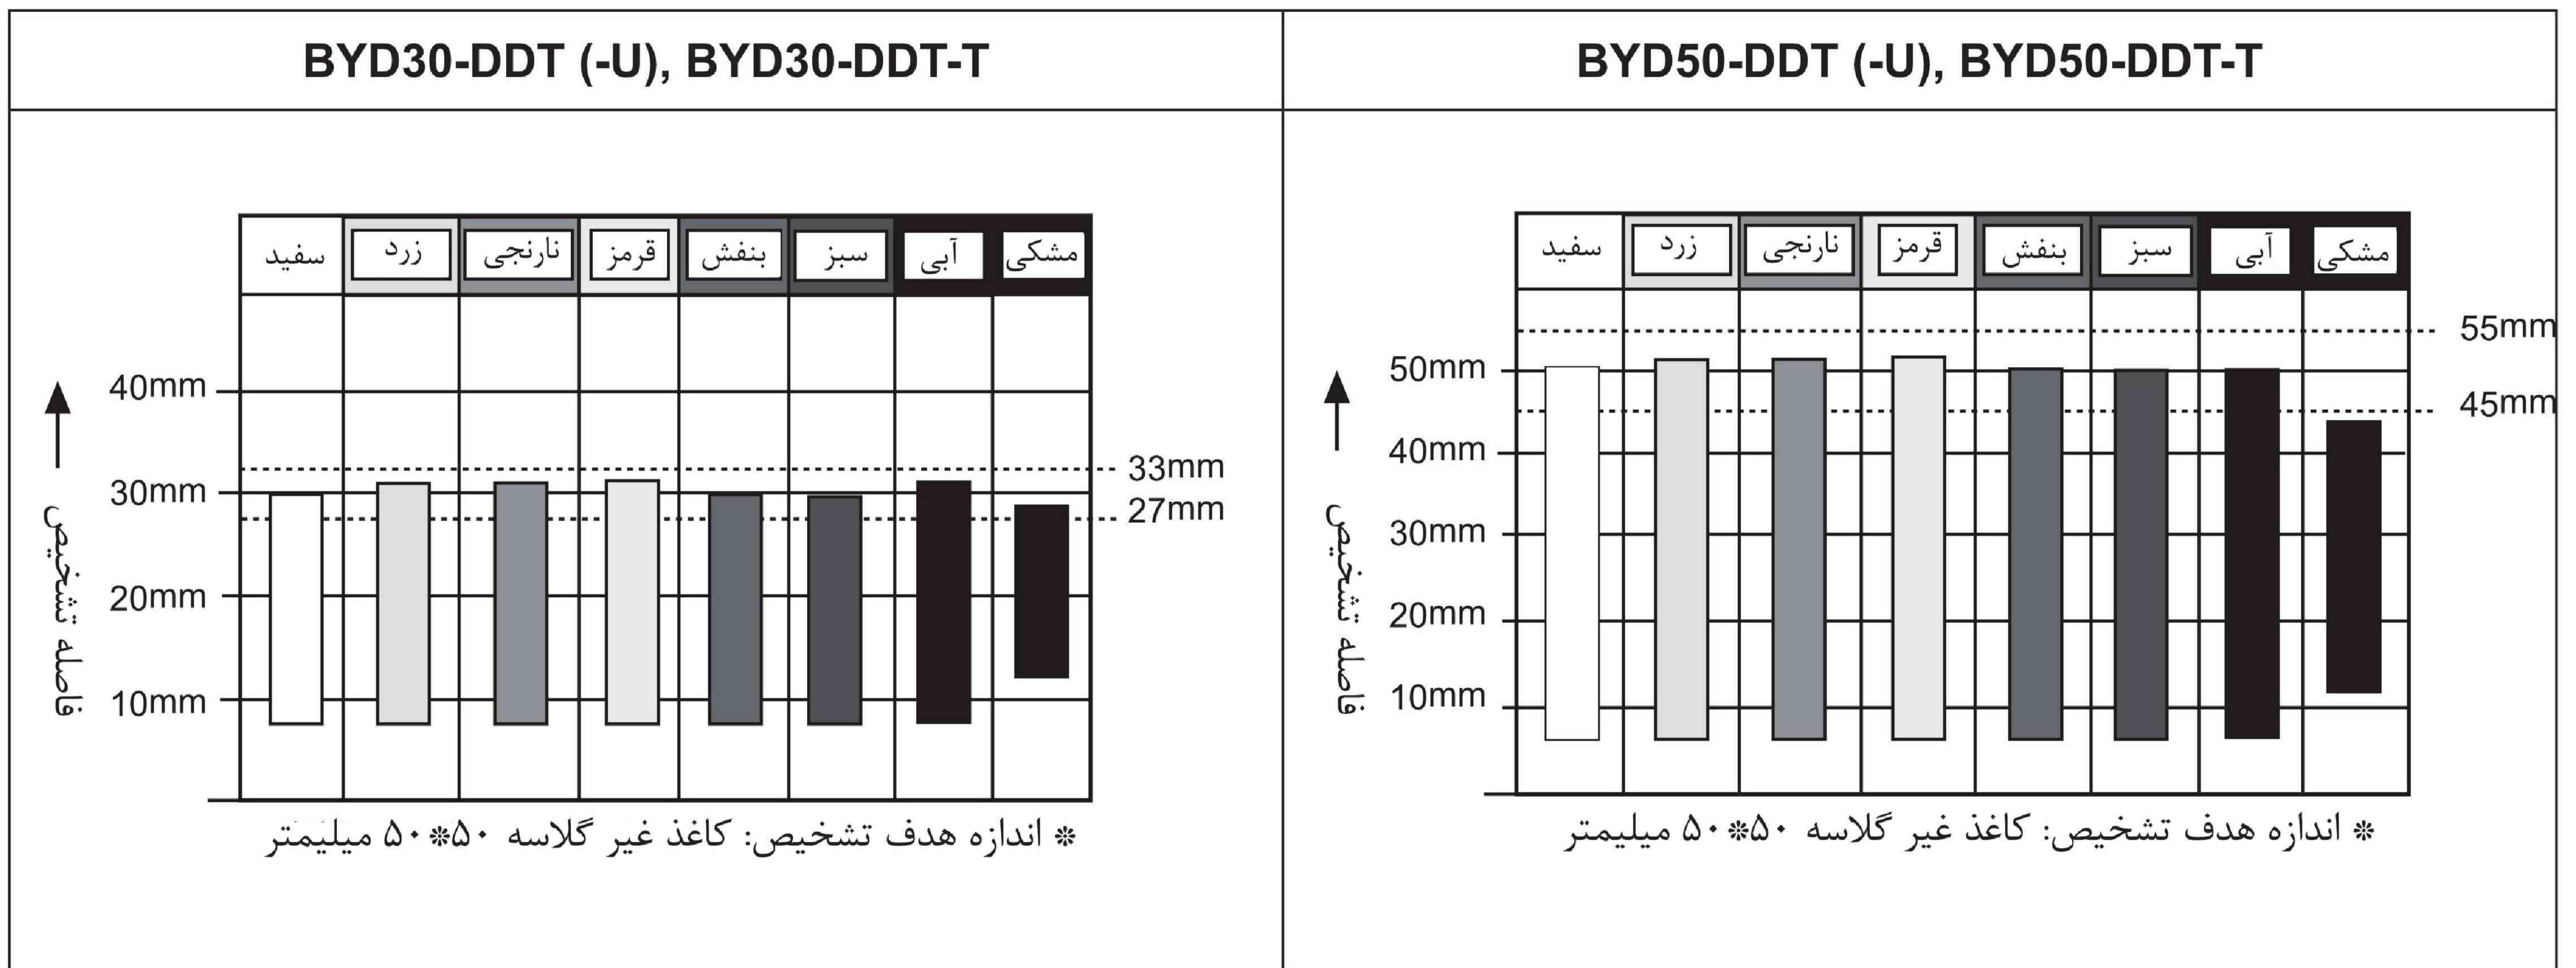 BYD30-DDT (-U), BYD30-DDT-T
سفید
زرد
نارنجی
قرمز
بنفش
سبز
آبی
مشکی
40mm
30mm
20mm
10mm
33mm
27mm
فاصله تشخیص
* اندازه هدف تشخیص: کاغذ غیر گلاسه ۵۰*۵۰ میلیمتر
BYD50-DDT (-U), BYD50-DDT-T
سفید
زرد
نارنجی
قرمز
بنفش
سبز
آبی
مشکی
50mm
40mm
30mm
20mm
10mm
55mm
45mm
فاصله تشخیص
* اندازه هدف تشخیص: کاغذ غیر گلاسه ۵۰*۵۰ میلیمتر